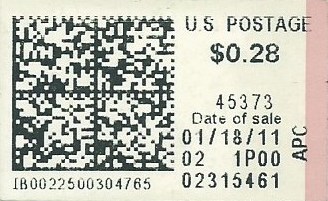 U.S. POSTAGE
$0.28
45373
Date of sale
01/18/11
02 1P00
02315461
APC
IB0022500304765